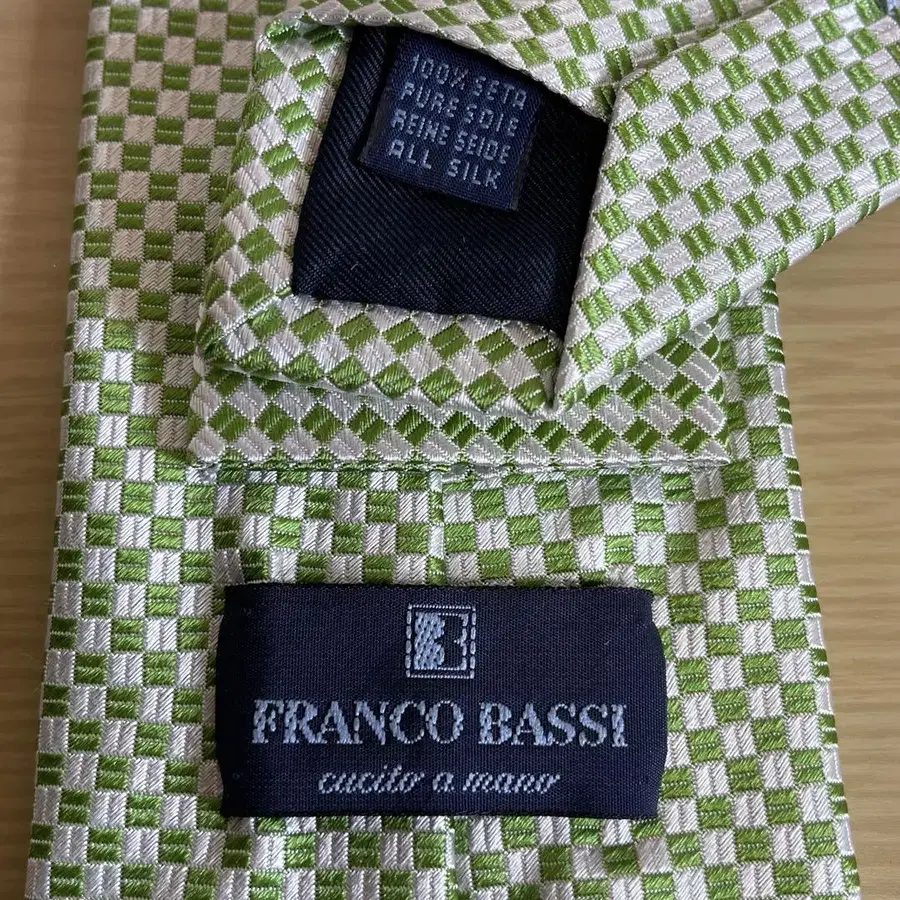 100% SETA
PURE SOIE
REINE SEIDE
ALL SILK
FRANCO BASSI
cucito a mano